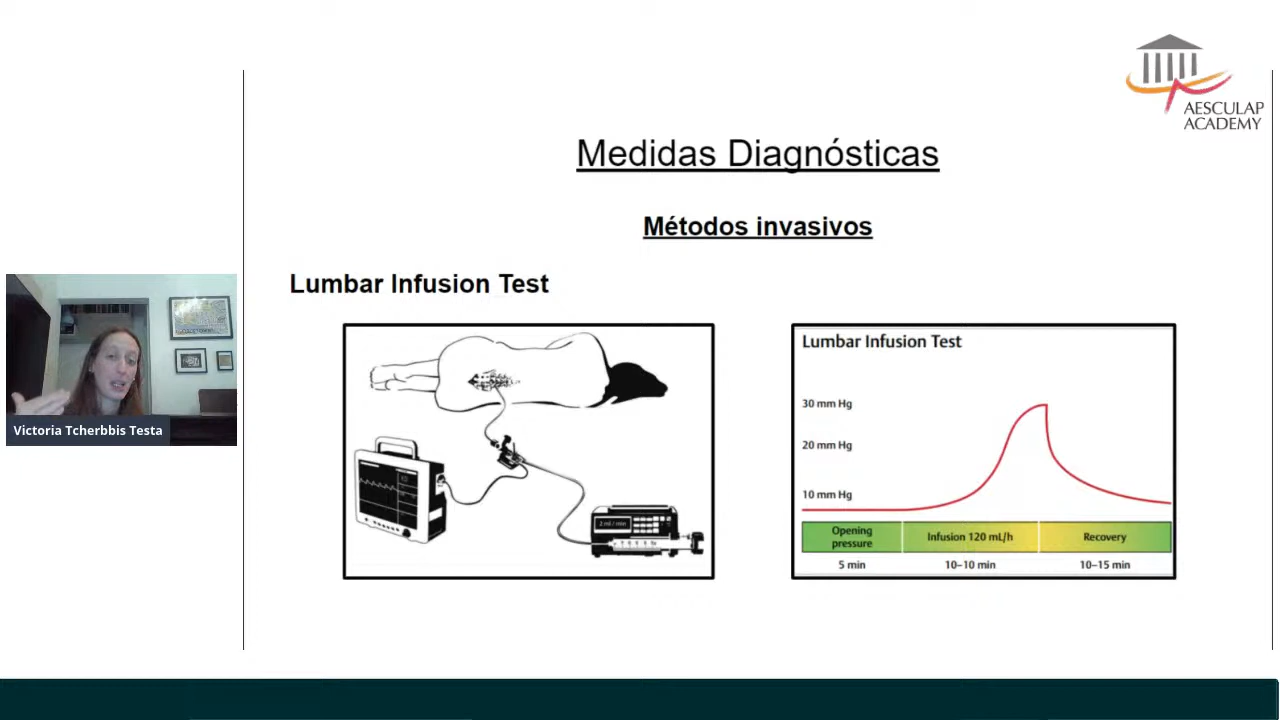 AESCULAP
ACADEMY
Medidas Diagnósticas
Métodos invasivos
Lumbar Infusion Test
Victoria Tcherbbis Testa
2 ml / min
Lumbar Infusion Test
30 mm Hg
20 mm Hg
10 mm Hg
Opening
pressure
Infusion 120 mL/h
Recovery
5 min
10–10 min
10–15 min